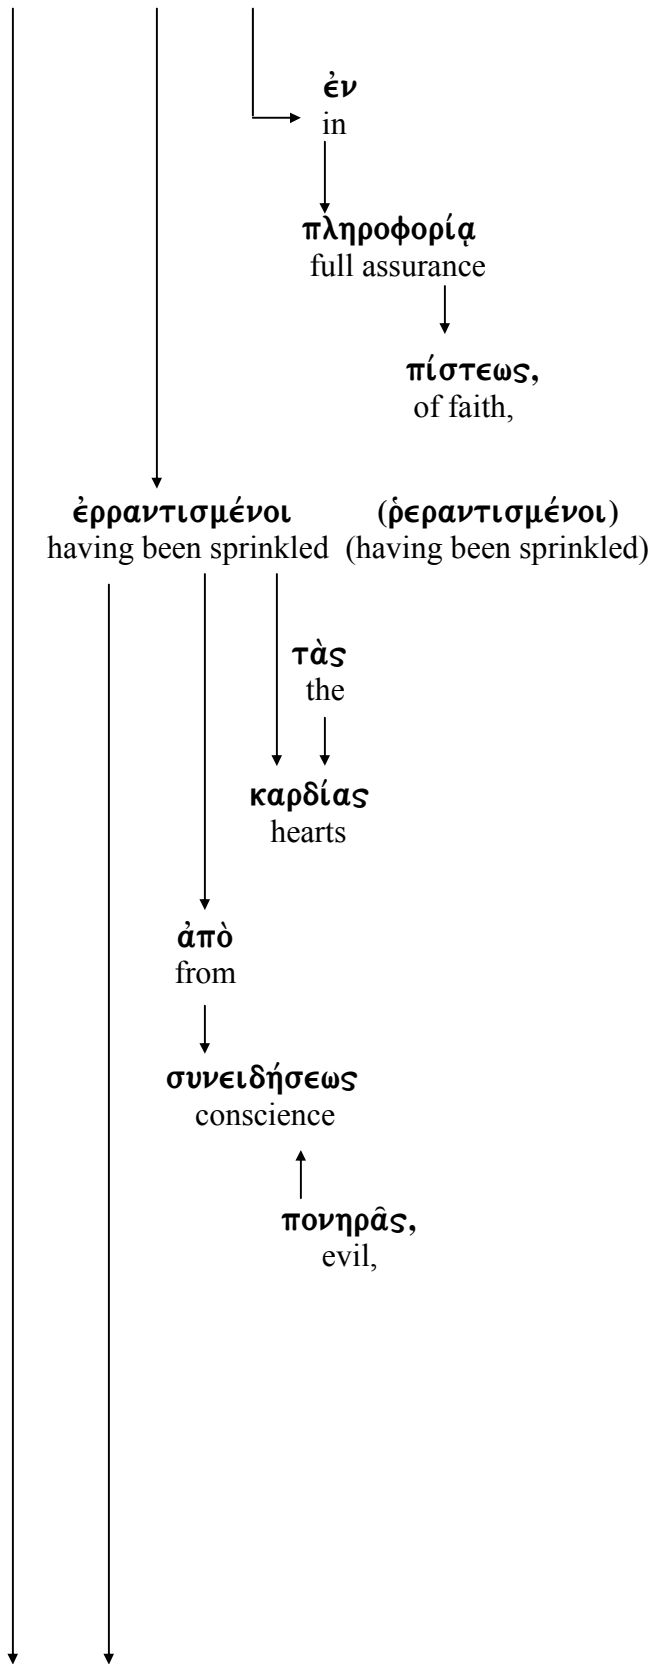 ἐν
in
πληροφορίᾳ
full assurance
πίστεως,
of faith,
ἐρραντισμένοι (ῥεραντισμένοι)
having been sprinkled (having been sprinkled)
τὰς
the
καρδίας
hearts
ἀπὸ
from
συνειδήσεως
conscience
πονηρᾶς,
evil,